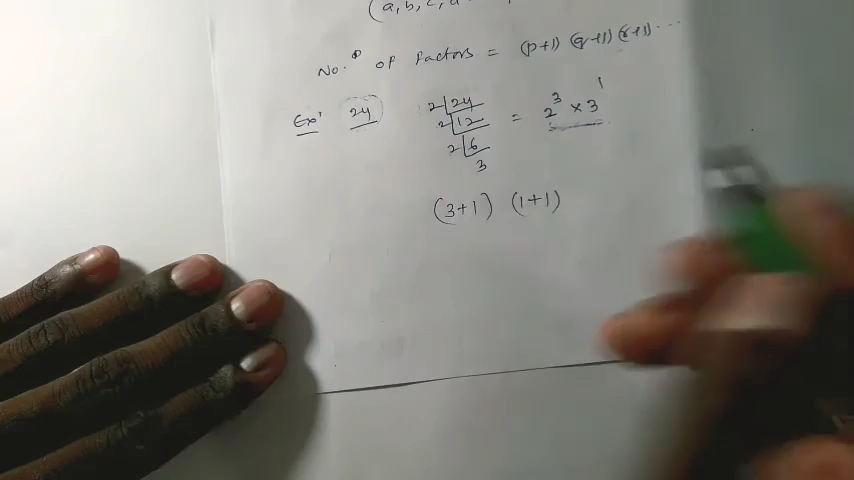 (a, b, c, d
No. of factors = (p+1) (q+1) (r+1) ...
Ex: 24
2 | 24
2 | 12
2 | 6
3
= 2³ × 3¹
(3+1) (1+1)